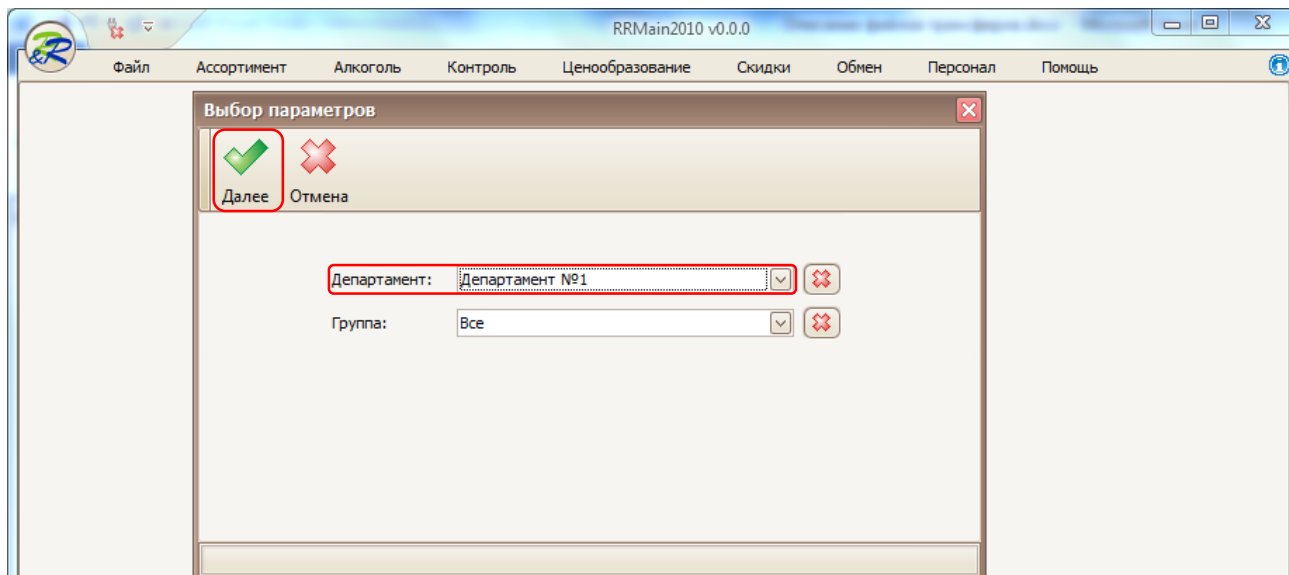 RRMain2010 v0.0.0
&R
Файл Ассортимент Алкоголь Контроль Ценообразование Скидки Обмен Персонал Помощь
Выбор параметров
Далее Отмена
Департамент: Департамент №1
Группа: Все